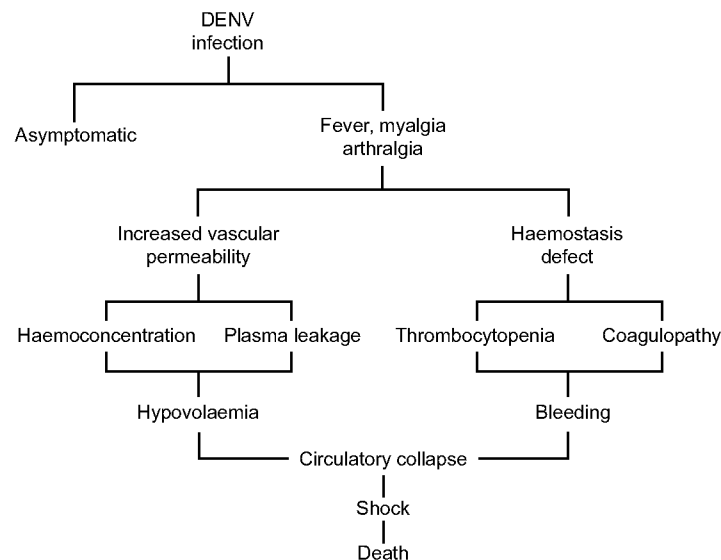 DENV
infection
Asymptomatic
Fever, myalgia
arthralgia
Increased vascular
permeability
Haemostasis
defect
Haemoconcentration
Plasma leakage
Thrombocytopenia
Coagulopathy
Hypovolaemia
Bleeding
Circulatory collapse
Shock
Death